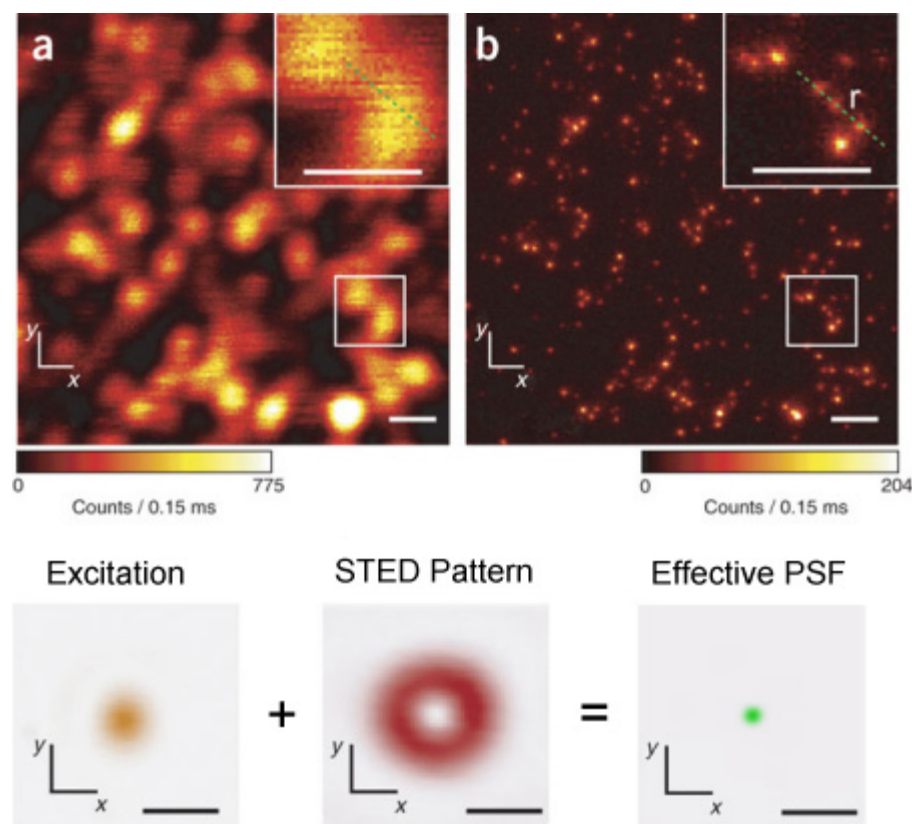 a
b
r
y
x
y
x
0 775
Counts / 0.15 ms
0 204
Counts / 0.15 ms
Excitation STED Pattern Effective PSF
+ =
y
x
y
x
y
x